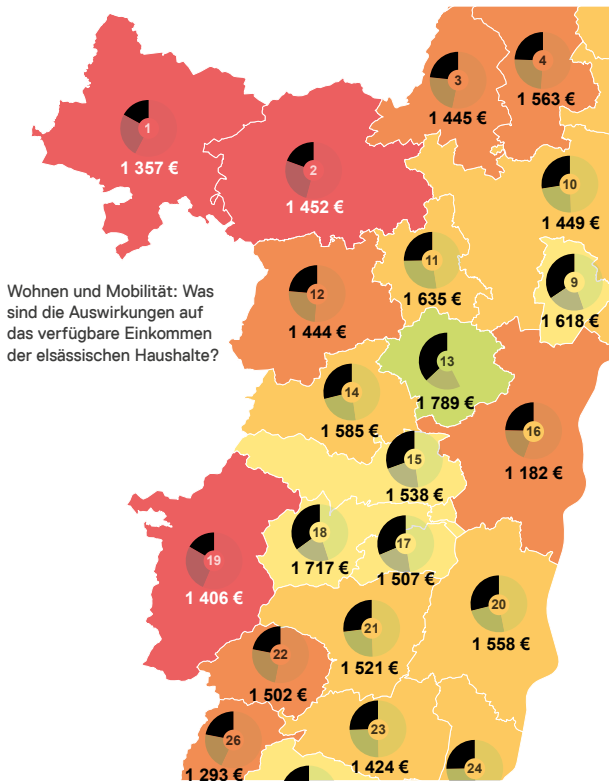 3
4
1 445 €
1 563 €
1
1 357 €
2
1 452 €
10
1 449 €
11
1 635 €
9
1 618 €
Wohnen und Mobilität: Was
sind die Auswirkungen auf
das verfügbare Einkommen
der elsässischen Haushalte?
12
1 444 €
13
1 789 €
14
1 585 €
16
1 182 €
15
1 538 €
18
1 717 €
17
1 507 €
19
1 406 €
20
1 558 €
21
1 521 €
22
1 502 €
23
1 424 €
26
1 293 €
24